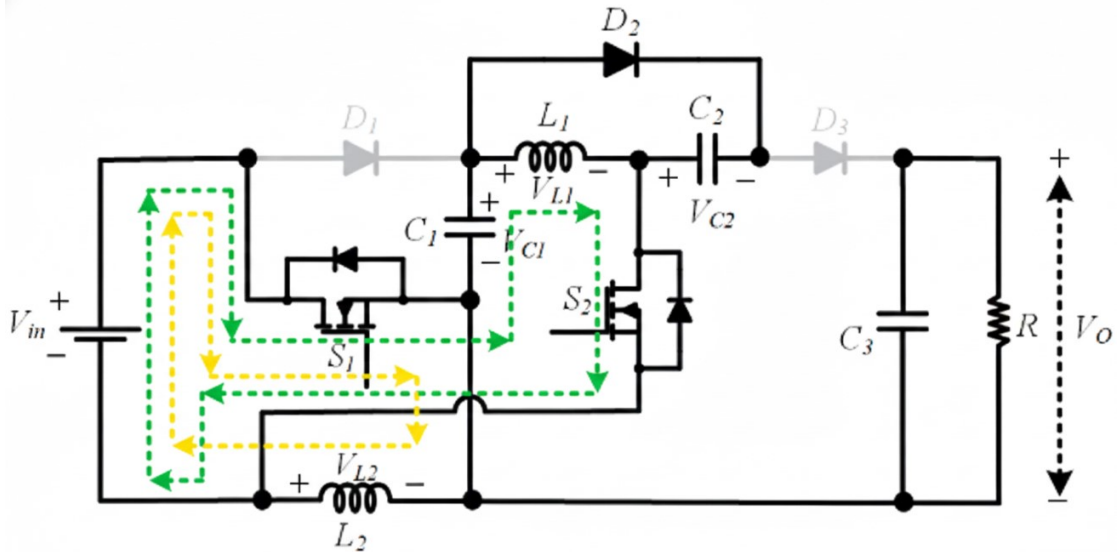 D2
L1
C2
D1
D3
+ −
VL1
+ −
VC2
+
C1
VC1
−
+
Vin
−
S1
S2
C3
R
+
VO
−
+ VL2 −
L2